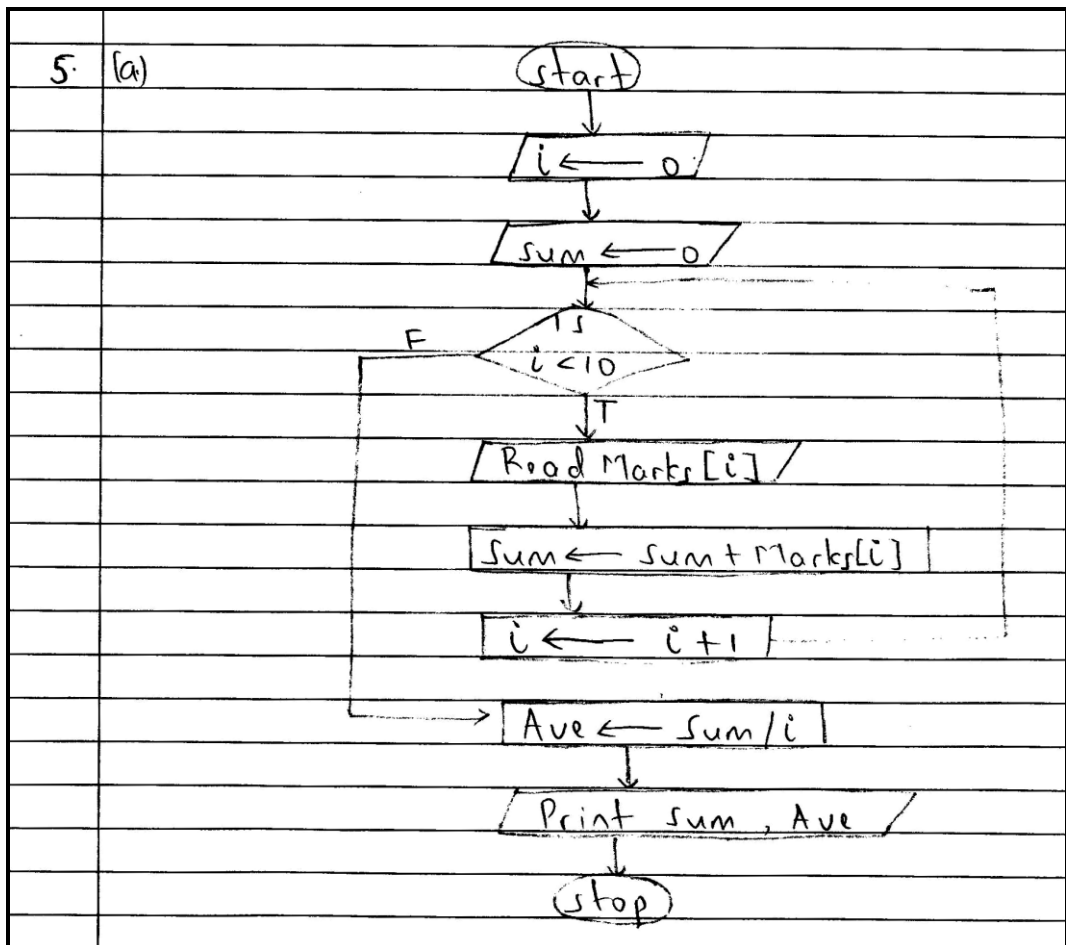 5. (a)
start
i ← 0
sum ← 0
Is
F
i < 10
T
Read Marks [i]
Sum ← sum + Marks[i]
i ← i + 1
Ave ← Sum / i
Print sum, Ave
stop